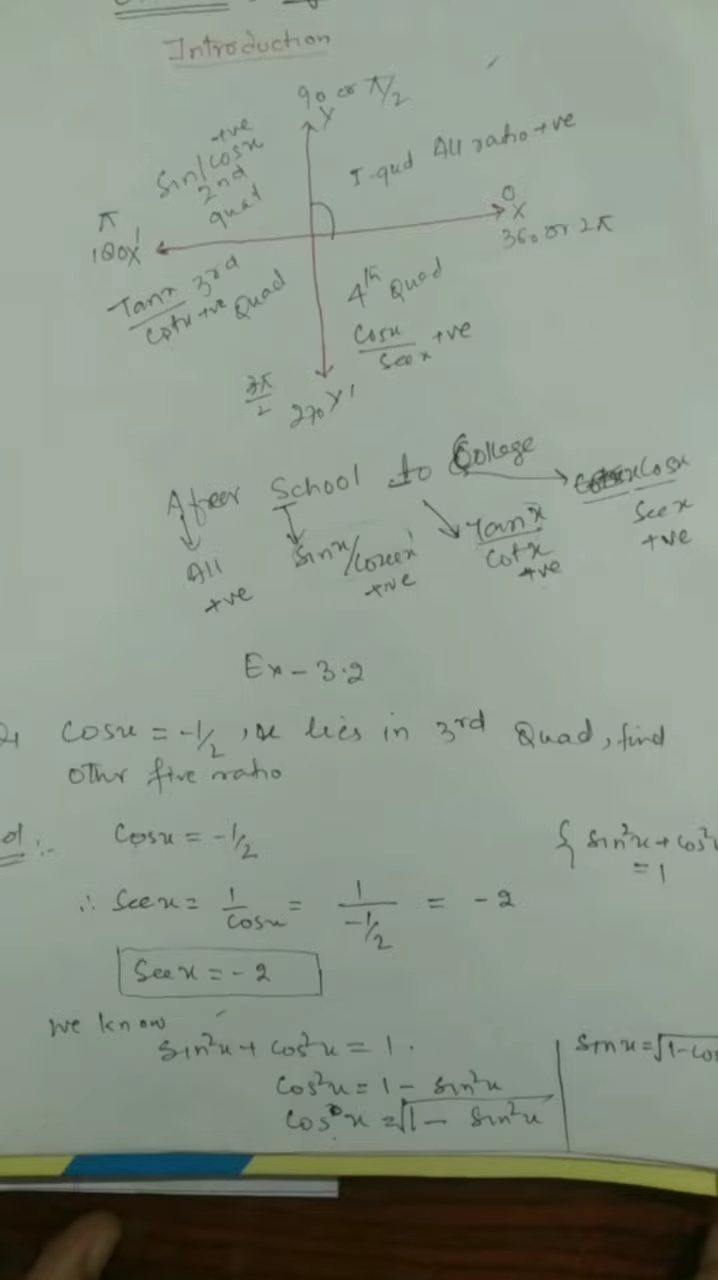 Introduction
90 or π/2
Y
+ve
Sin/cosx
2nd
quad
I-qud All ratio +ve
π
180X'
0
X
360 or 2π
Tanx 3rd
Cotx +ve Quad
4th Quad
Cosx
Secx +ve
3π/2 270 Y'
After School to College
All
+ve
Sinx/Cosecx
+ve
Tanx
Cotx
+ve
Cosx
Secx
+ve
Ex-3.2
Cosx = -1/2, x lies in 3rd Quad, find
other five ratio
Cosx = -1/2
{ sin²x + cos²
= 1
∴ Secx = 1/Cosx = 1/-1/2 = -2
Secx = -2
We know
Sin²x + Cos²x = 1.
Cos²x = 1 - Sin²x
Cos x = √1 - Sin²x
Sinx = √1-cos